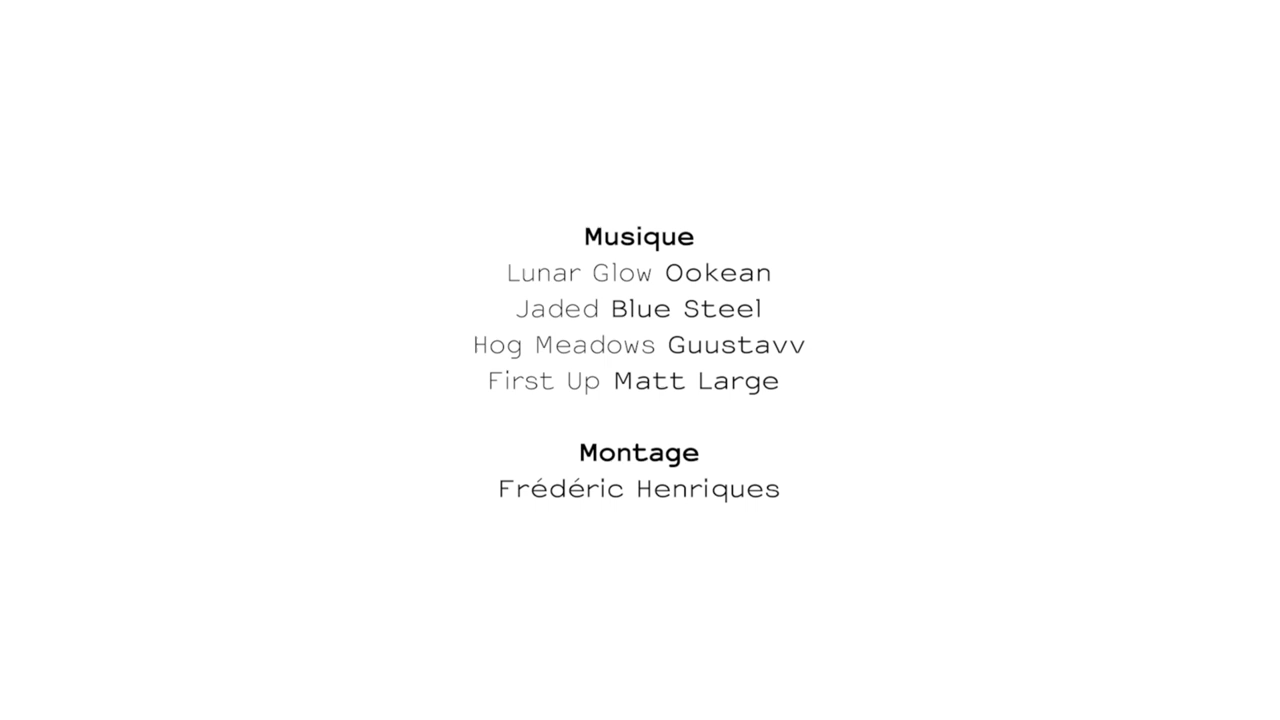 Musique
Lunar Glow Ookean
Jaded Blue Steel
Hog Meadows Guustavv
First Up Matt Large
Montage
Frédéric Henriques